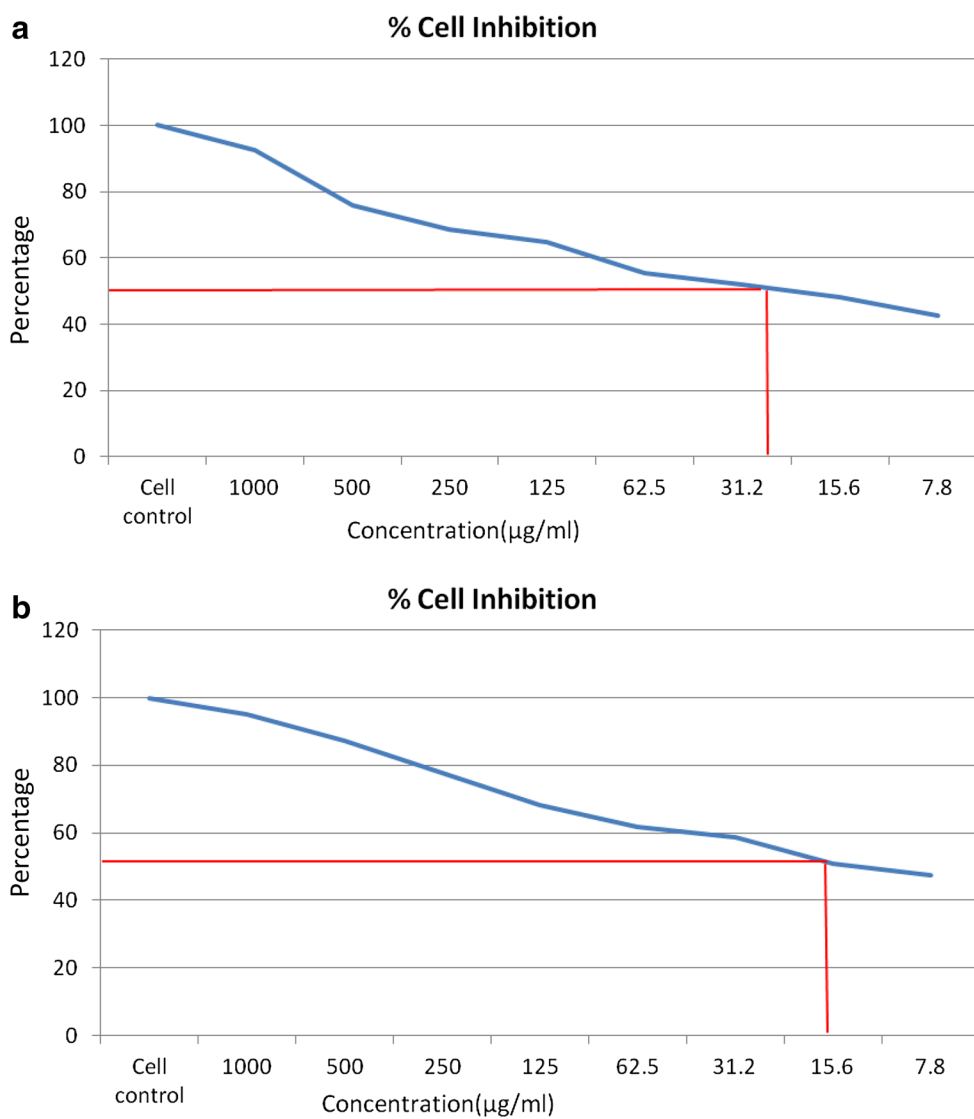 a
% Cell Inhibition
120
100
80
60
40
20
0
Percentage
Cell control 1000 500 250 125 62.5 31.2 15.6 7.8
Concentration(µg/ml)
b
% Cell Inhibition
120
100
80
60
40
20
0
Percentage
Cell control 1000 500 250 125 62.5 31.2 15.6 7.8
Concentration(µg/ml)